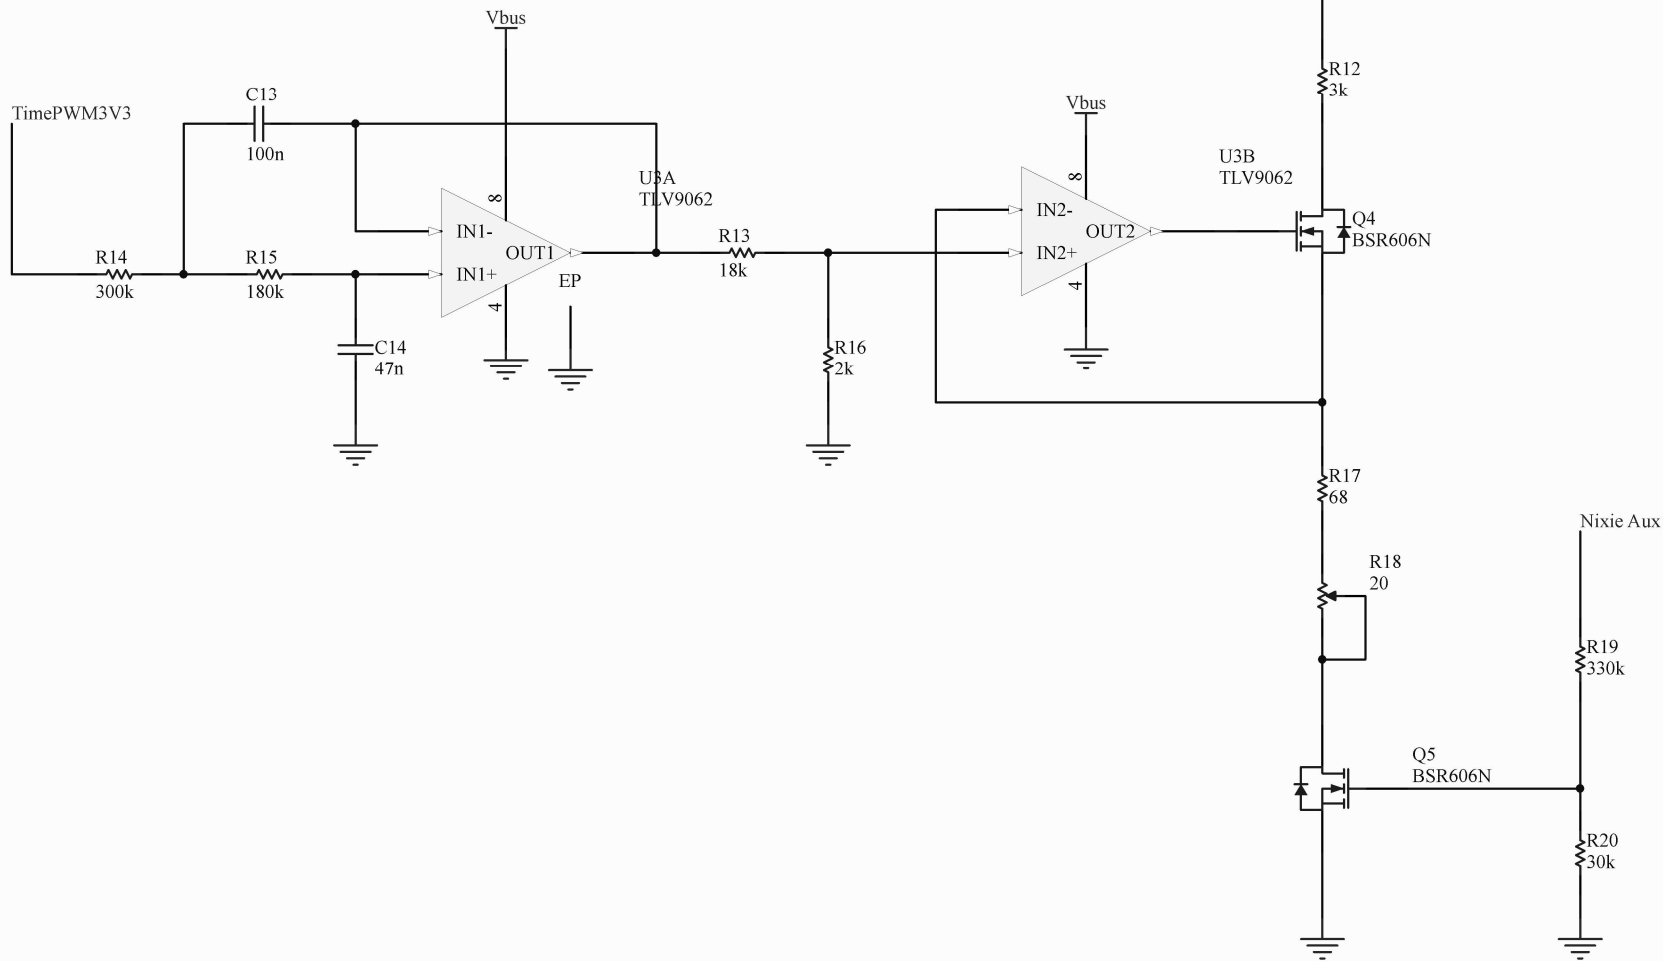 Vbus
R12
3k
C13
TimePWM3V3
Vbus
100n
U3B
TLV9062
8
U3A
TLV9062
8
IN1-
IN2-
Q4
BSR606N
R13
18k
OUT1
OUT2
IN2+
R14
300k
R15
180k
IN1+
EP
4
4
C14
47n
R16
2k
R17
68
Nixie Aux
R18
20
R19
330k
Q5
BSR606N
R20
30k